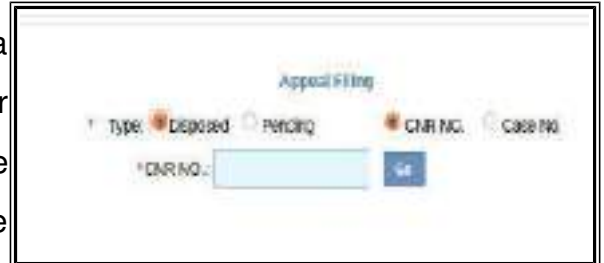 a
Appeal Filing
r
* Type: Disposed Pending CNR NO. Case No
e
*CNR NO.: Go
e